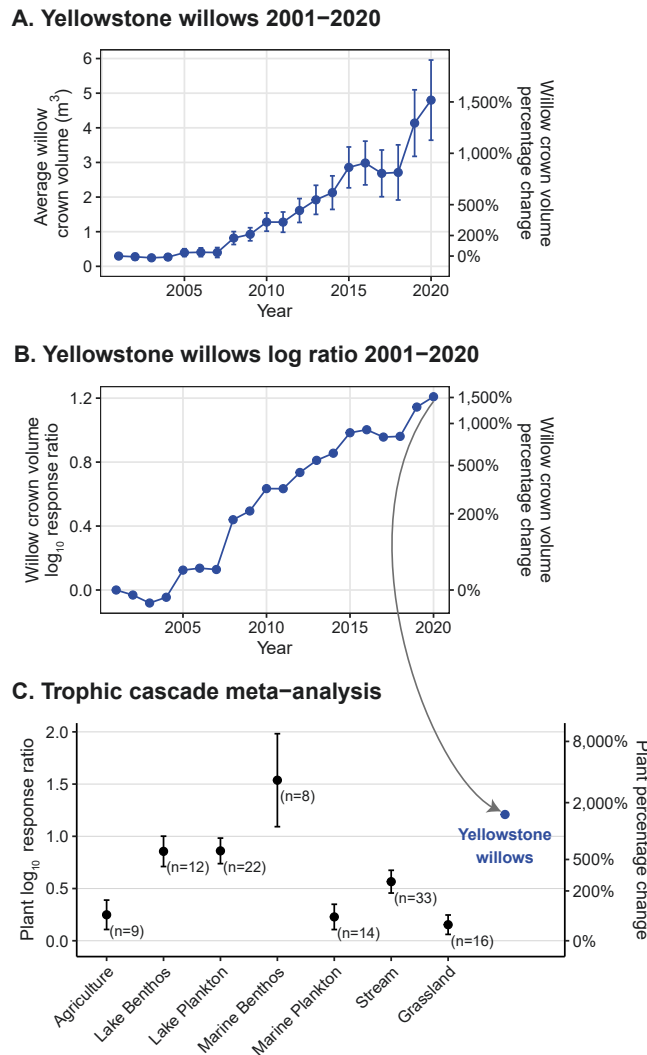 A. Yellowstone willows 2001−2020
6
5
4
3
2
1
0
Average willow
crown volume (m3)
1,500%
1,000%
500%
200%
0%
Willow crown volume
percentage change
2005
2010
2015
2020
Year
B. Yellowstone willows log ratio 2001−2020
1.2
0.8
0.4
0.0
Willow crown volume
log10 response ratio
1,500%
1,000%
500%
200%
0%
Willow crown volume
percentage change
2005
2010
2015
2020
Year
C. Trophic cascade meta−analysis
2.0
1.5
1.0
0.5
0.0
Plant log10 response ratio
8,000%
2,000%
500%
200%
0%
Plant percentage change
(n=9)
(n=12)
(n=22)
(n=8)
(n=14)
(n=33)
(n=16)
Yellowstone
willows
Agriculture
Lake Benthos
Lake Plankton
Marine Benthos
Marine Plankton
Stream
Grassland